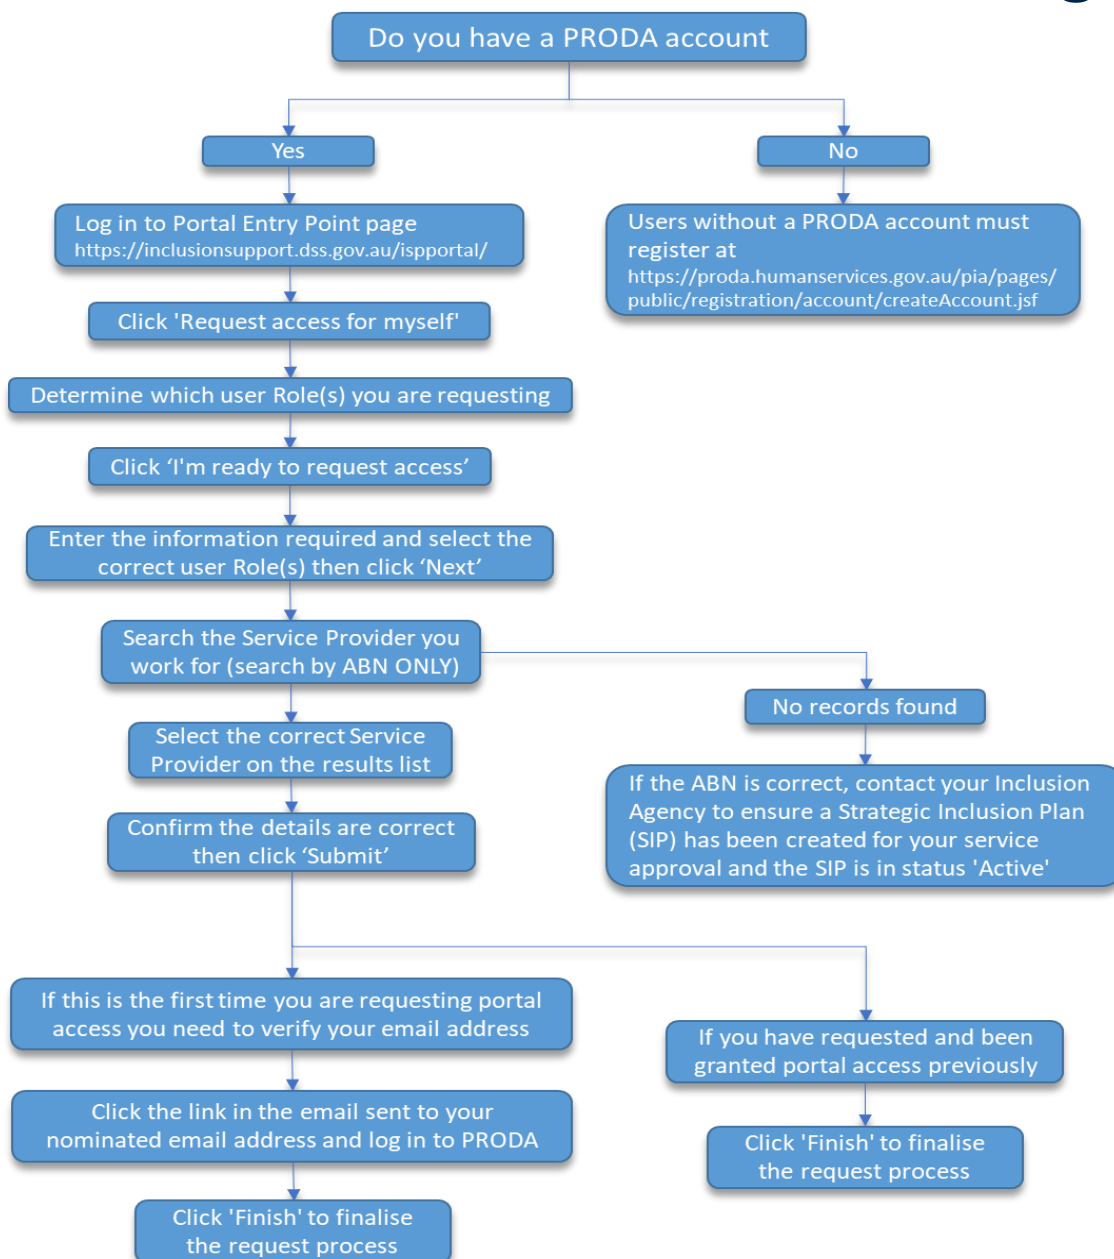 Do you have a PRODA account
Yes
No
Log in to Portal Entry Point page
https://inclusionsupport.dss.gov.au/ispportal/
Users without a PRODA account must
register at
https://proda.humanservices.gov.au/pia/pages/
public/registration/account/createAccount.jsf
Click 'Request access for myself'
Determine which user Role(s) you are requesting
Click ‘I'm ready to request access’
Enter the information required and select the
correct user Role(s) then click ‘Next’
Search the Service Provider you
work for (search by ABN ONLY)
No records found
Select the correct Service
Provider on the results list
If the ABN is correct, contact your Inclusion
Agency to ensure a Strategic Inclusion Plan
(SIP) has been created for your service
approval and the SIP is in status 'Active'
Confirm the details are correct
then click ‘Submit’
If this is the first time you are requesting portal
access you need to verify your email address
If you have requested and been
granted portal access previously
Click the link in the email sent to your
nominated email address and log in to PRODA
Click 'Finish' to finalise
the request process
Click 'Finish' to finalise
the request process